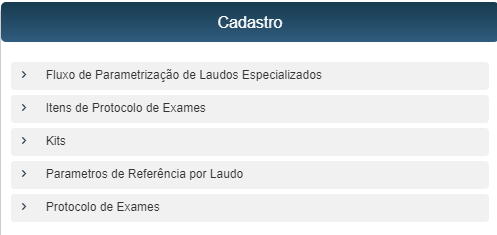 Cadastro
Fluxo de Parametrização de Laudos Especializados
Itens de Protocolo de Exames
Kits
Parametros de Referência por Laudo
Protocolo de Exames